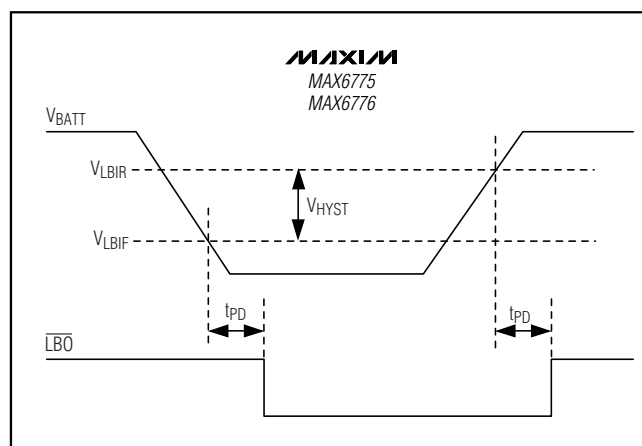 MAXIM
MAX6775
MAX6776
VBATT
VLBIR
VHYST
VLBIF
tPD
tPD
LBO